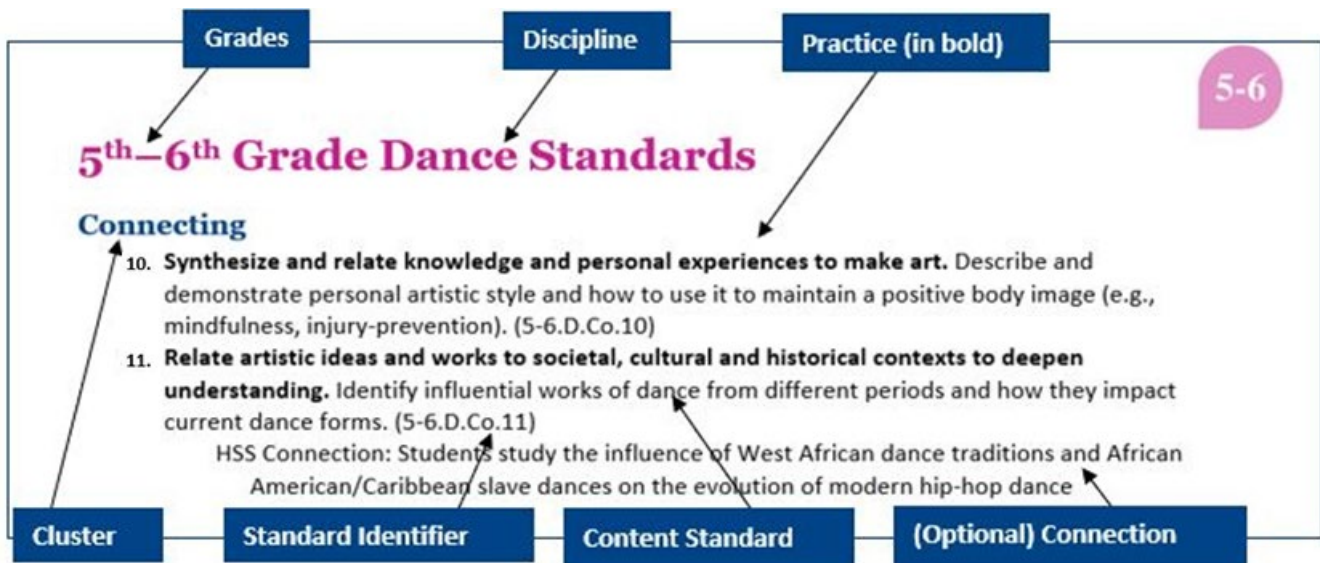 Grades
Discipline
Practice (in bold)
5-6
5th–6th Grade Dance Standards
Connecting
10. Synthesize and relate knowledge and personal experiences to make art. Describe and
demonstrate personal artistic style and how to use it to maintain a positive body image (e.g.,
mindfulness, injury-prevention). (5-6.D.Co.10)
11. Relate artistic ideas and works to societal, cultural and historical contexts to deepen
understanding. Identify influential works of dance from different periods and how they impact
current dance forms. (5-6.D.Co.11)
HSS Connection: Students study the influence of West African dance traditions and African
American/Caribbean slave dances on the evolution of modern hip-hop dance
Cluster
Standard Identifier
Content Standard
(Optional) Connection